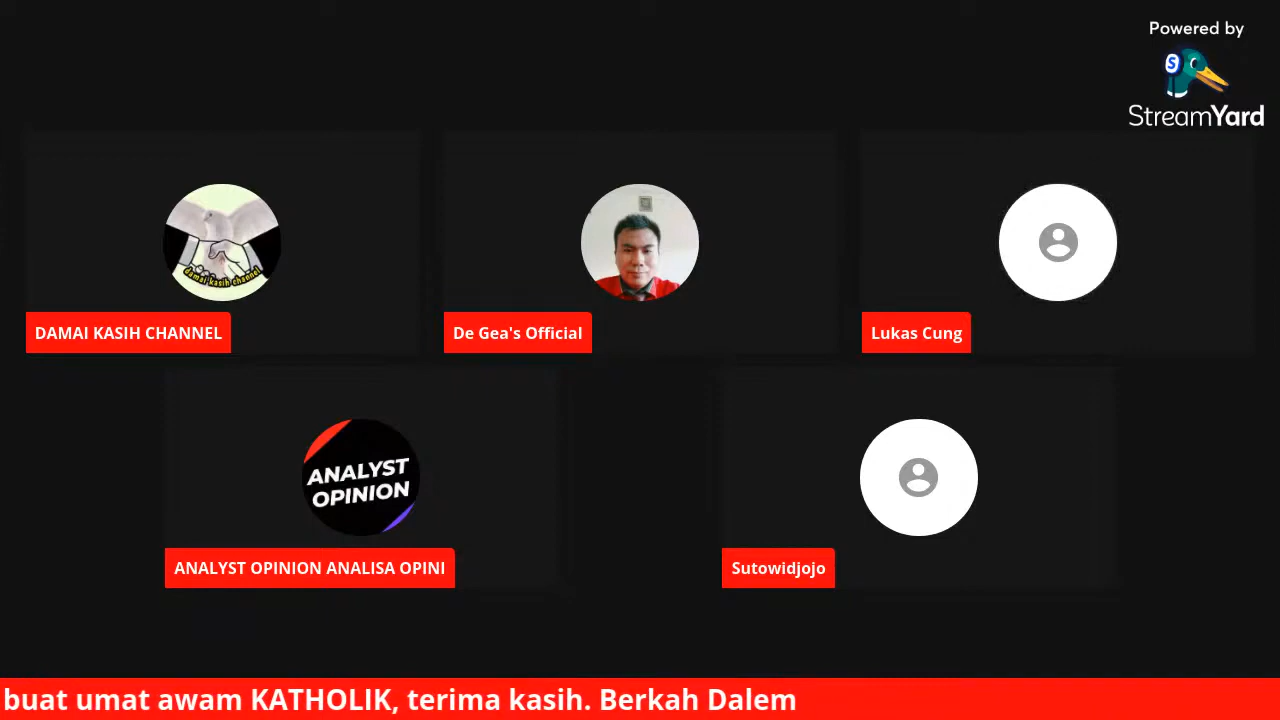 Powered by
StreamYard
S
damai kasih channel
DAMAI KASIH CHANNEL
De Gea's Official
Lukas Cung
ANALYST
OPINION
ANALYST OPINION ANALISA OPINI
Sutowidjojo
buat umat awam KATHOLIK, terima kasih. Berkah Dalem